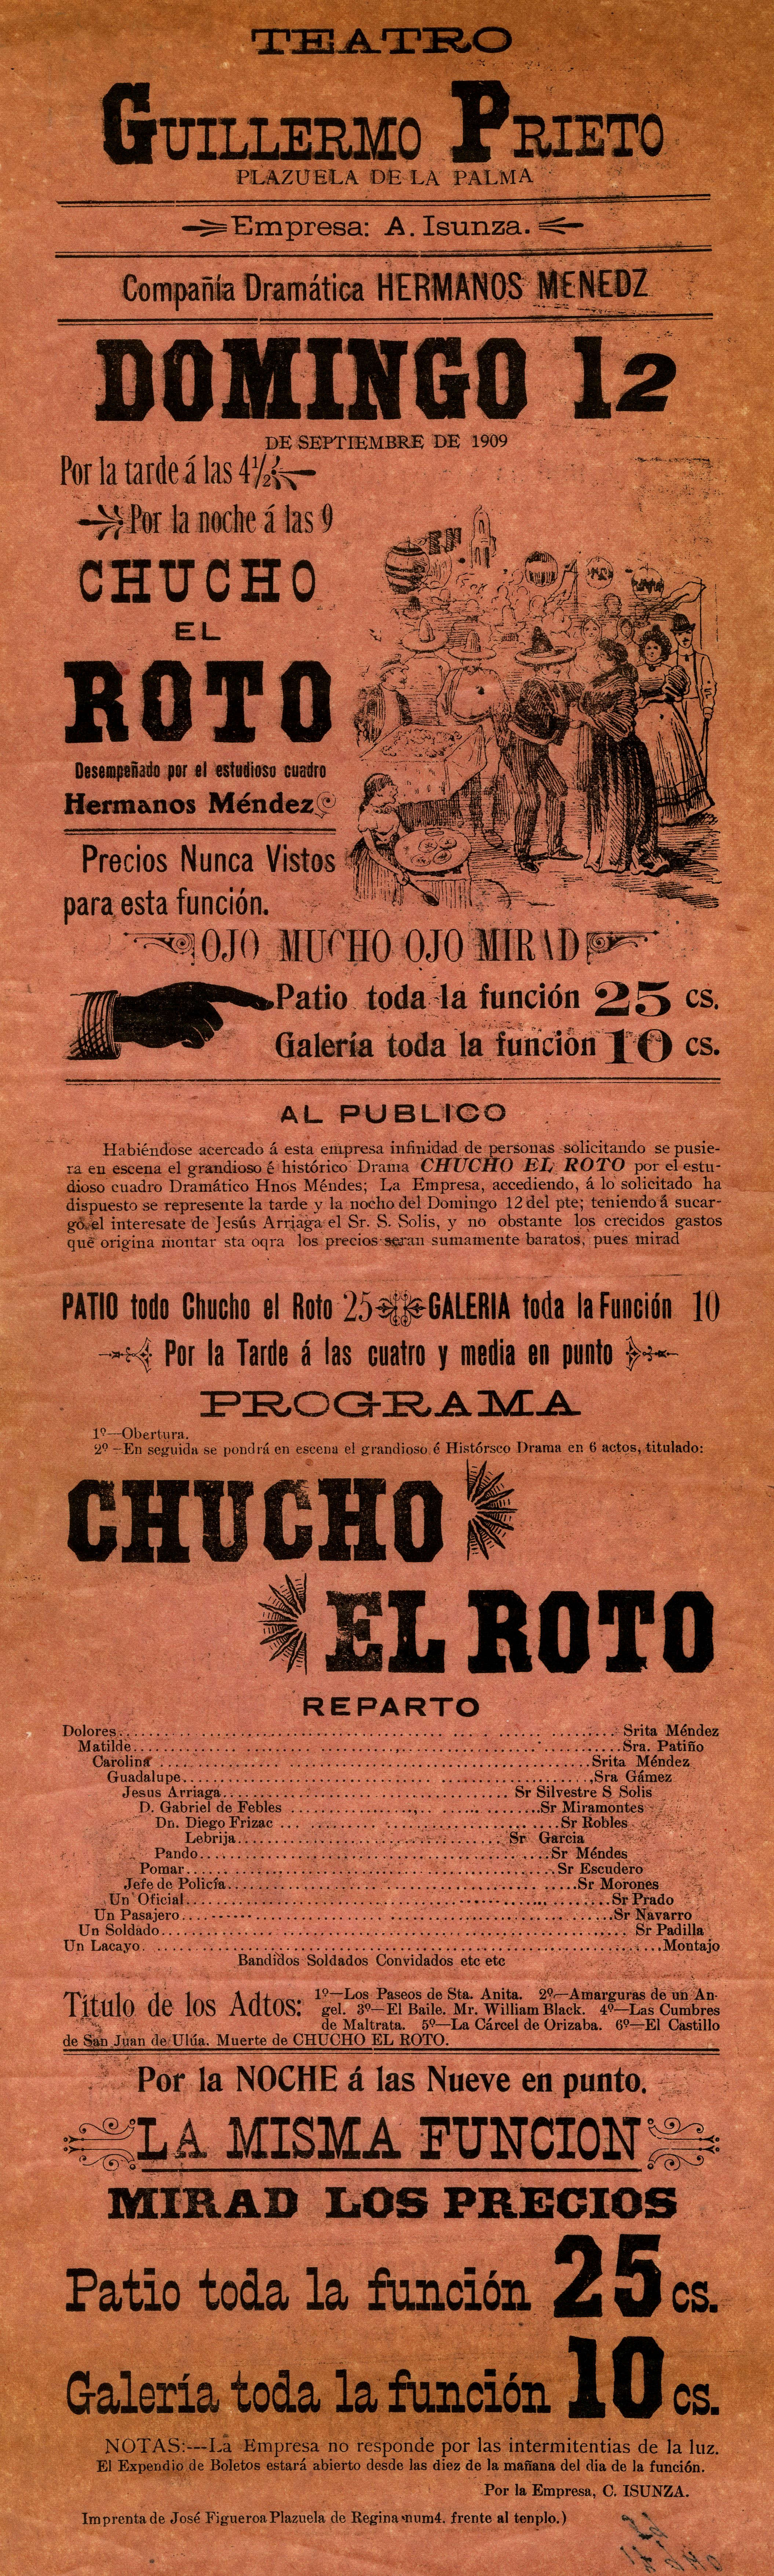 TEATRO
GUILLERMO PRIETO
PLAZUELA DE LA PALMA
Empresa: A. Isunza.
Compañía Dramática HERMANOS MENEDZ
DOMINGO 12
DE SEPTIEMBRE DE 1909
Por la tarde á las 4½
Por la noche á las 9
CHUCHO
EL
ROTO
Desempeñado por el estudioso cuadro
Hermanos Méndez
Precios Nunca Vistos
para esta función.
OJO MUCHO OJO MIRAD
Patio toda la función 25 cs.
Galería toda la función 10 cs.
AL PUBLICO
Habiéndose acercado á esta empresa infinidad de personas solicitando se pusie-
ra en escena el grandioso é histórico Drama CHUCHO EL ROTO por el estu-
dioso cuadro Dramático Hnos Méndes; La Empresa, accediendo, á lo solicitado ha
dispuesto se represente la tarde y la nocho del Domingo 12 del pte; teniendo á sucar-
go el interesate de Jesús Arriaga el Sr. S. Solis, y no obstante los crecidos gastos
que origina montar sta oqra los precios seran sumamente baratos, pues mirad
PATIO todo Chucho el Roto 25 GALERIA toda la Función 10
Por la Tarde á las cuatro y media en punto
PROGRAMA
1º—Obertura.
2º—En seguida se pondrá en escena el grandioso é Histórsco Drama en 6 actos, titulado:
CHUCHO
EL ROTO
REPARTO
Dolores........Srita Méndez
Matilde........Sra. Patiño
Carolina........Srita Méndez
Guadalupe........Sra Gámez
Jesus Arriaga........Sr Silvestre S Solis
D. Gabriel de Febles........Sr Miramontes
Dn. Diego Frizac........Sr Robles
Lebrija........Sr Garcia
Pando........Sr Méndes
Pomar........Sr Escudero
Jefe de Policía........Sr Morones
Un Oficial........Sr Prado
Un Pasajero........Sr Navarro
Un Soldado........Sr Padilla
Un Lacayo........Montajo
Bandidos Soldados Convidados etc etc
Título de los Adtos: 1º—Los Paseos de Sta. Anita. 2º—Amarguras de un An-
gel. 3º—El Baile. Mr. William Black. 4º—Las Cumbres
de Maltrata. 5º—La Cárcel de Orizaba. 6º—El Castillo
de San Juan de Ulúa. Muerte de CHUCHO EL ROTO.
Por la NOCHE á las Nueve en punto.
LA MISMA FUNCION
MIRAD LOS PRECIOS
Patio toda la función 25 cs.
Galería toda la función 10 cs.
NOTAS:---La Empresa no responde por las intermitentias de la luz.
El Expendio de Boletos estará abierto desde las diez de la mañana del dia de la función.
Por la Empresa, C. ISUNZA.
Imprenta de José Figueroa Plazuela de Regina num4. frente al tenplo.)